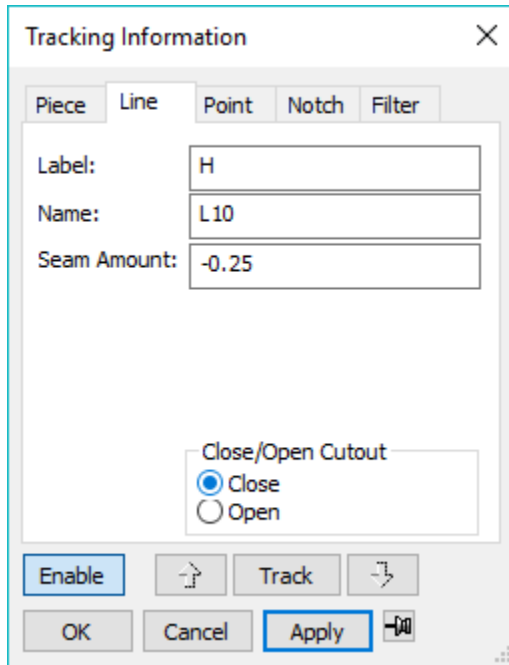 Tracking Information
Piece Line Point Notch Filter
Label: H
Name: L10
Seam Amount: -0.25
Close/Open Cutout
Close
Open
Enable Track
OK Cancel Apply